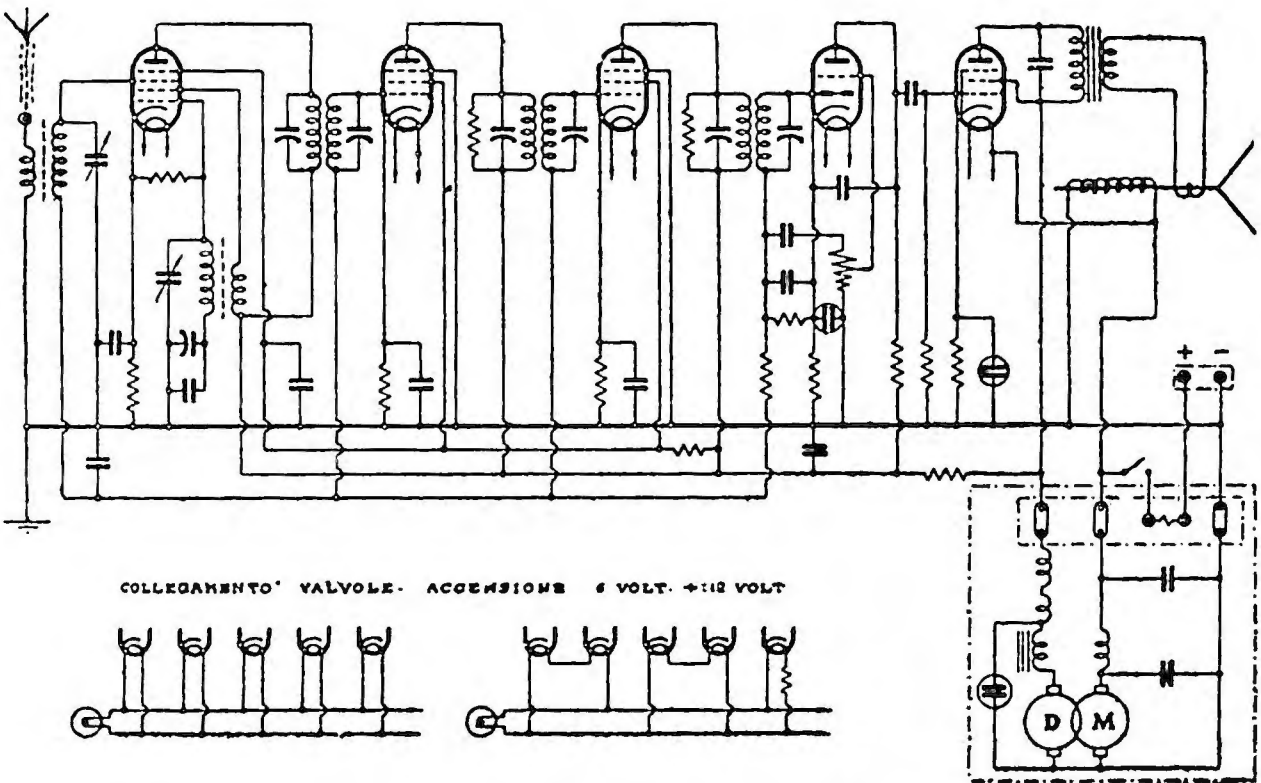 + -
COLLEGAMENTO' VALVOLE. ACCENSIONE 6 VOLT. + 12 VOLT
D M